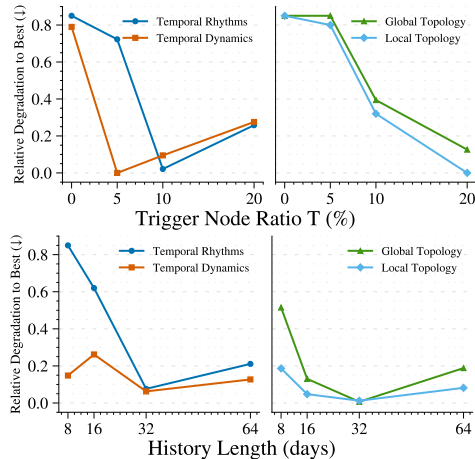 Relative Degradation to Best (↓)
0.8
0.6
0.4
0.2
0.0
Temporal Rhythms
Temporal Dynamics
Global Topology
Local Topology
0 5 10 20
0 5 10 20
Trigger Node Ratio T (%)
Relative Degradation to Best (↓)
0.8
0.6
0.4
0.2
0.0
Temporal Rhythms
Temporal Dynamics
Global Topology
Local Topology
8 16 32 64
8 16 32 64
History Length (days)